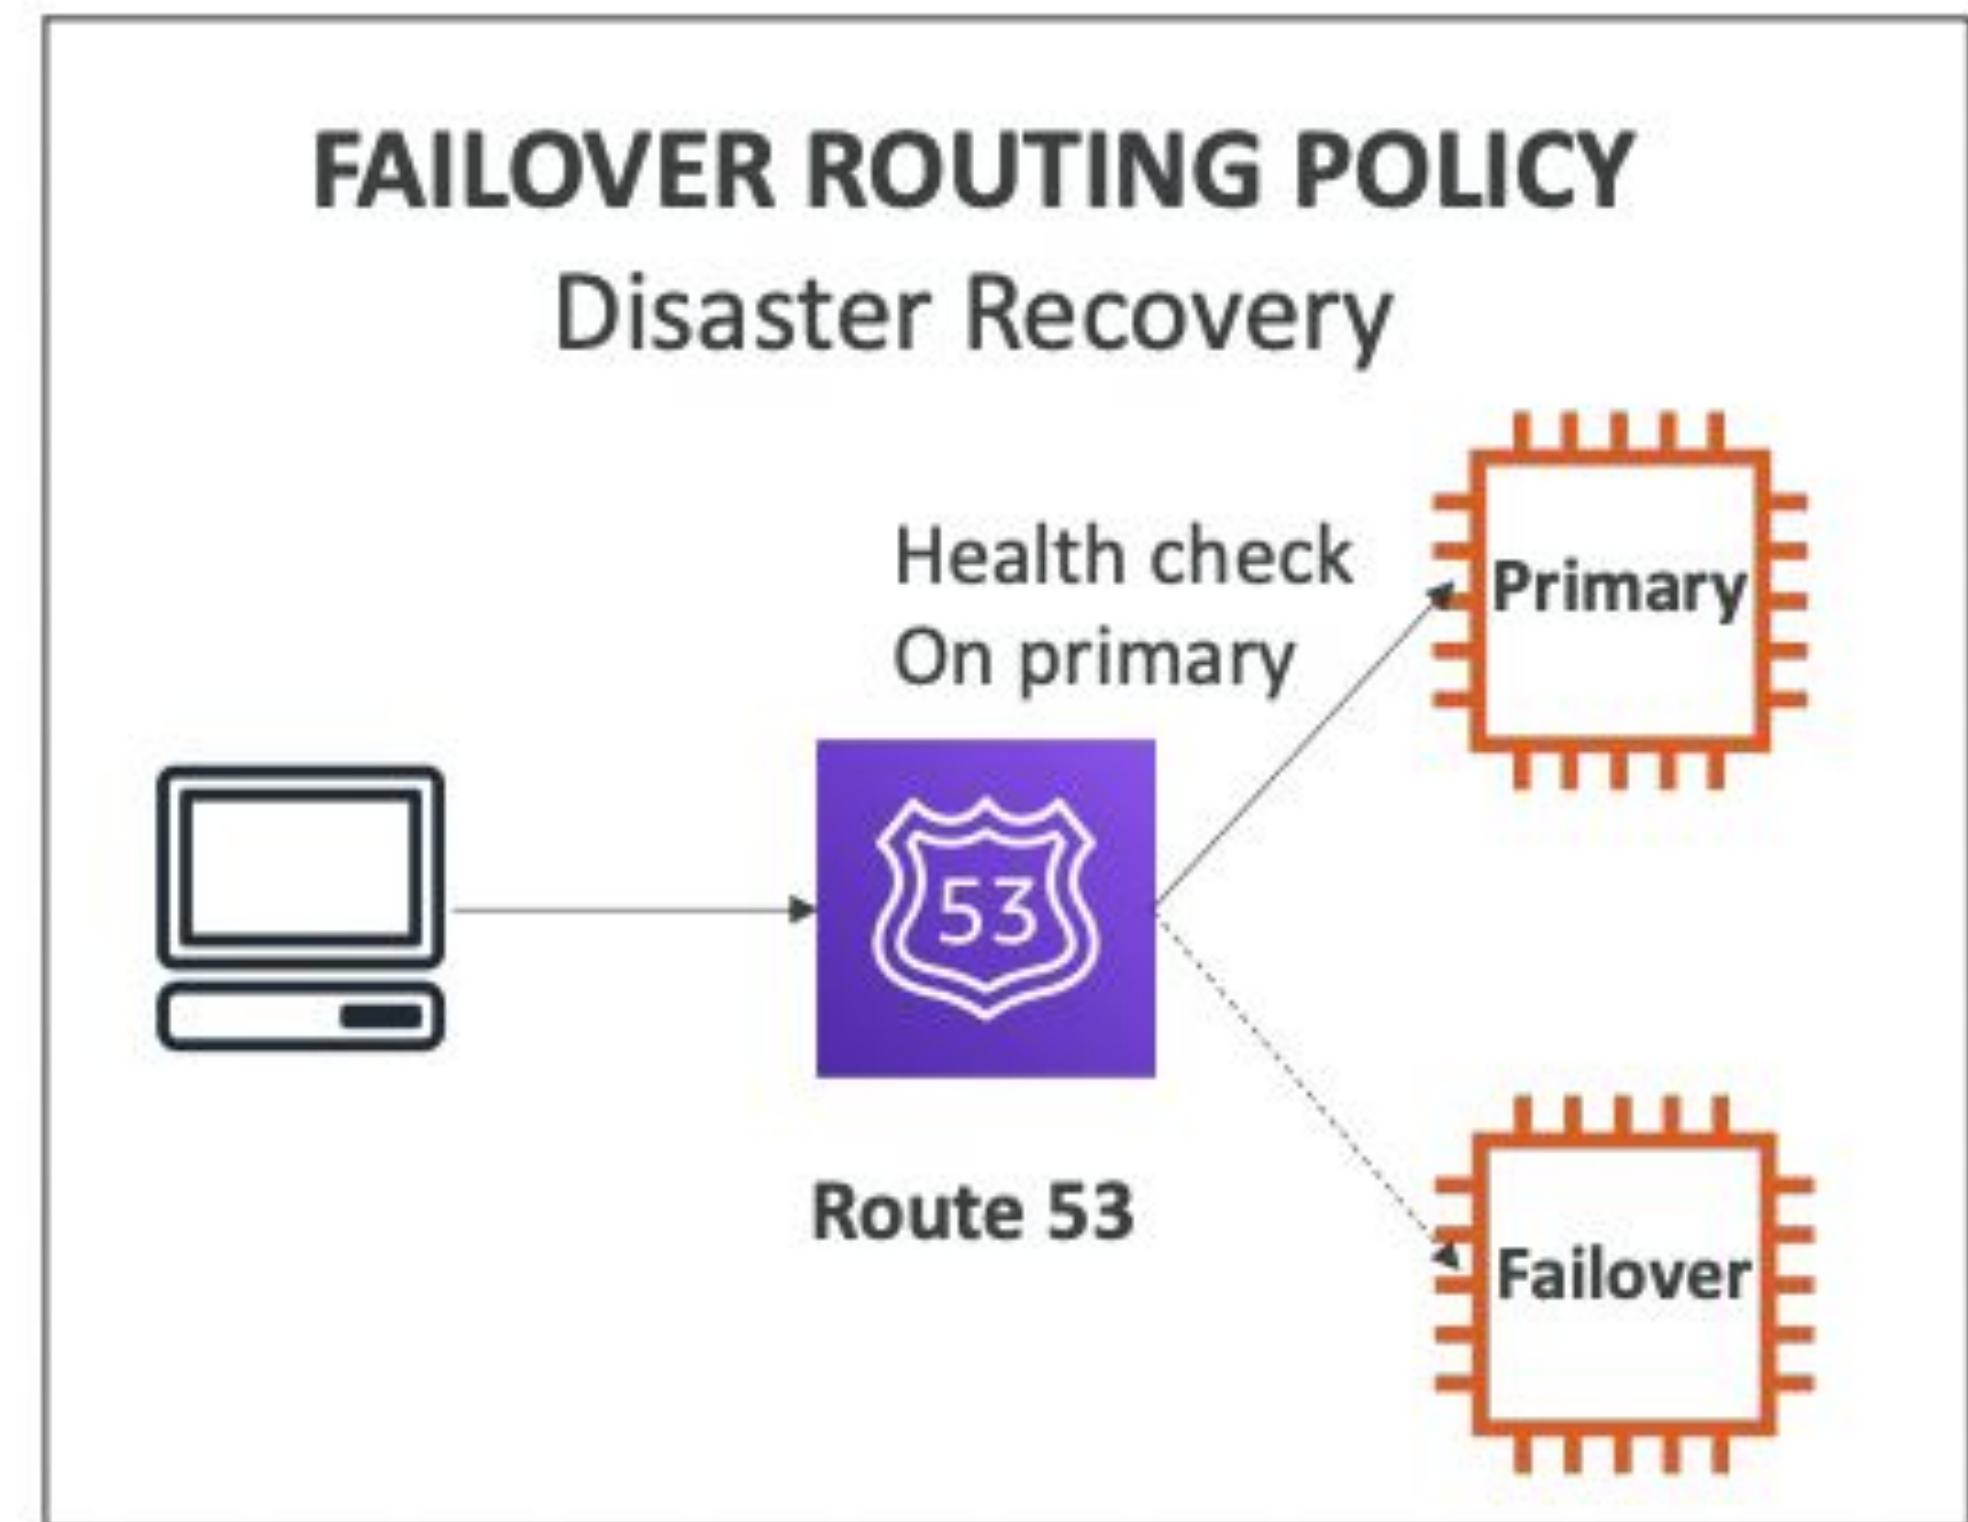 FAILOVER ROUTING POLICY
Disaster Recovery
Health check
On primary
Primary
53
Route 53
Failover